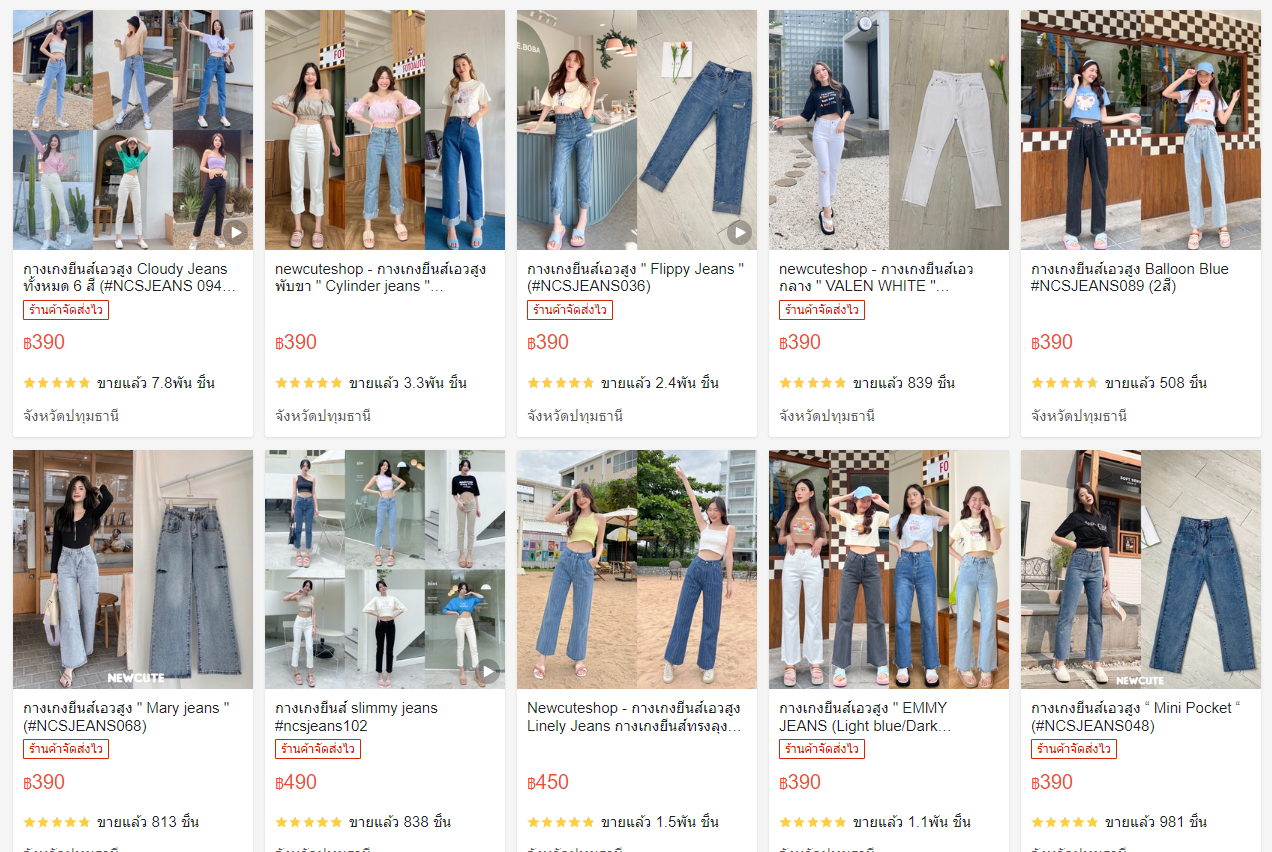 กางเกงยีนส์เอวสูง Cloudy Jeans
ทั้งหมด 6 สี (#NCSJEANS 094...
ร้านค้าจัดส่งไว
฿390
ขายแล้ว 7.8พัน ชิ้น
จังหวัดปทุมธานี
FOTOAUTO
newcuteshop - กางเกงยีนส์เอวสูง
พับขา " Cylinder jeans "...
ร้านค้าจัดส่งไว
฿390
ขายแล้ว 3.3พัน ชิ้น
จังหวัดปทุมธานี
E.BOBA
กางเกงยีนส์เอวสูง " Flippy Jeans "
(#NCSJEANS036)
ร้านค้าจัดส่งไว
฿390
ขายแล้ว 2.4พัน ชิ้น
จังหวัดปทุมธานี
newcuteshop - กางเกงยีนส์เอว
กลาง " VALEN WHITE "...
ร้านค้าจัดส่งไว
฿390
ขายแล้ว 839 ชิ้น
จังหวัดปทุมธานี
กางเกงยีนส์เอวสูง Balloon Blue
#NCSJEANS089 (2สี)
฿390
ขายแล้ว 508 ชิ้น
จังหวัดปทุมธานี
NEWCUTE
กางเกงยีนส์เอวสูง " Mary jeans "
(#NCSJEANS068)
ร้านค้าจัดส่งไว
฿390
ขายแล้ว 813 ชิ้น
กางเกงยีนส์ slimmy jeans
#ncsjeans102
ร้านค้าจัดส่งไว
฿490
ขายแล้ว 838 ชิ้น
Newcuteshop - กางเกงยีนส์เอวสูง
Linely Jeans กางเกงยีนส์ทรงลุง...
฿450
ขายแล้ว 1.5พัน ชิ้น
FO
กางเกงยีนส์เอวสูง " EMMY
JEANS (Light blue/Dark...
ร้านค้าจัดส่งไว
฿390
ขายแล้ว 1.1พัน ชิ้น
NEWCUTE
กางเกงยีนส์เอวสูง “ Mini Pocket “
(#NCSJEANS048)
ร้านค้าจัดส่งไว
฿390
ขายแล้ว 981 ชิ้น